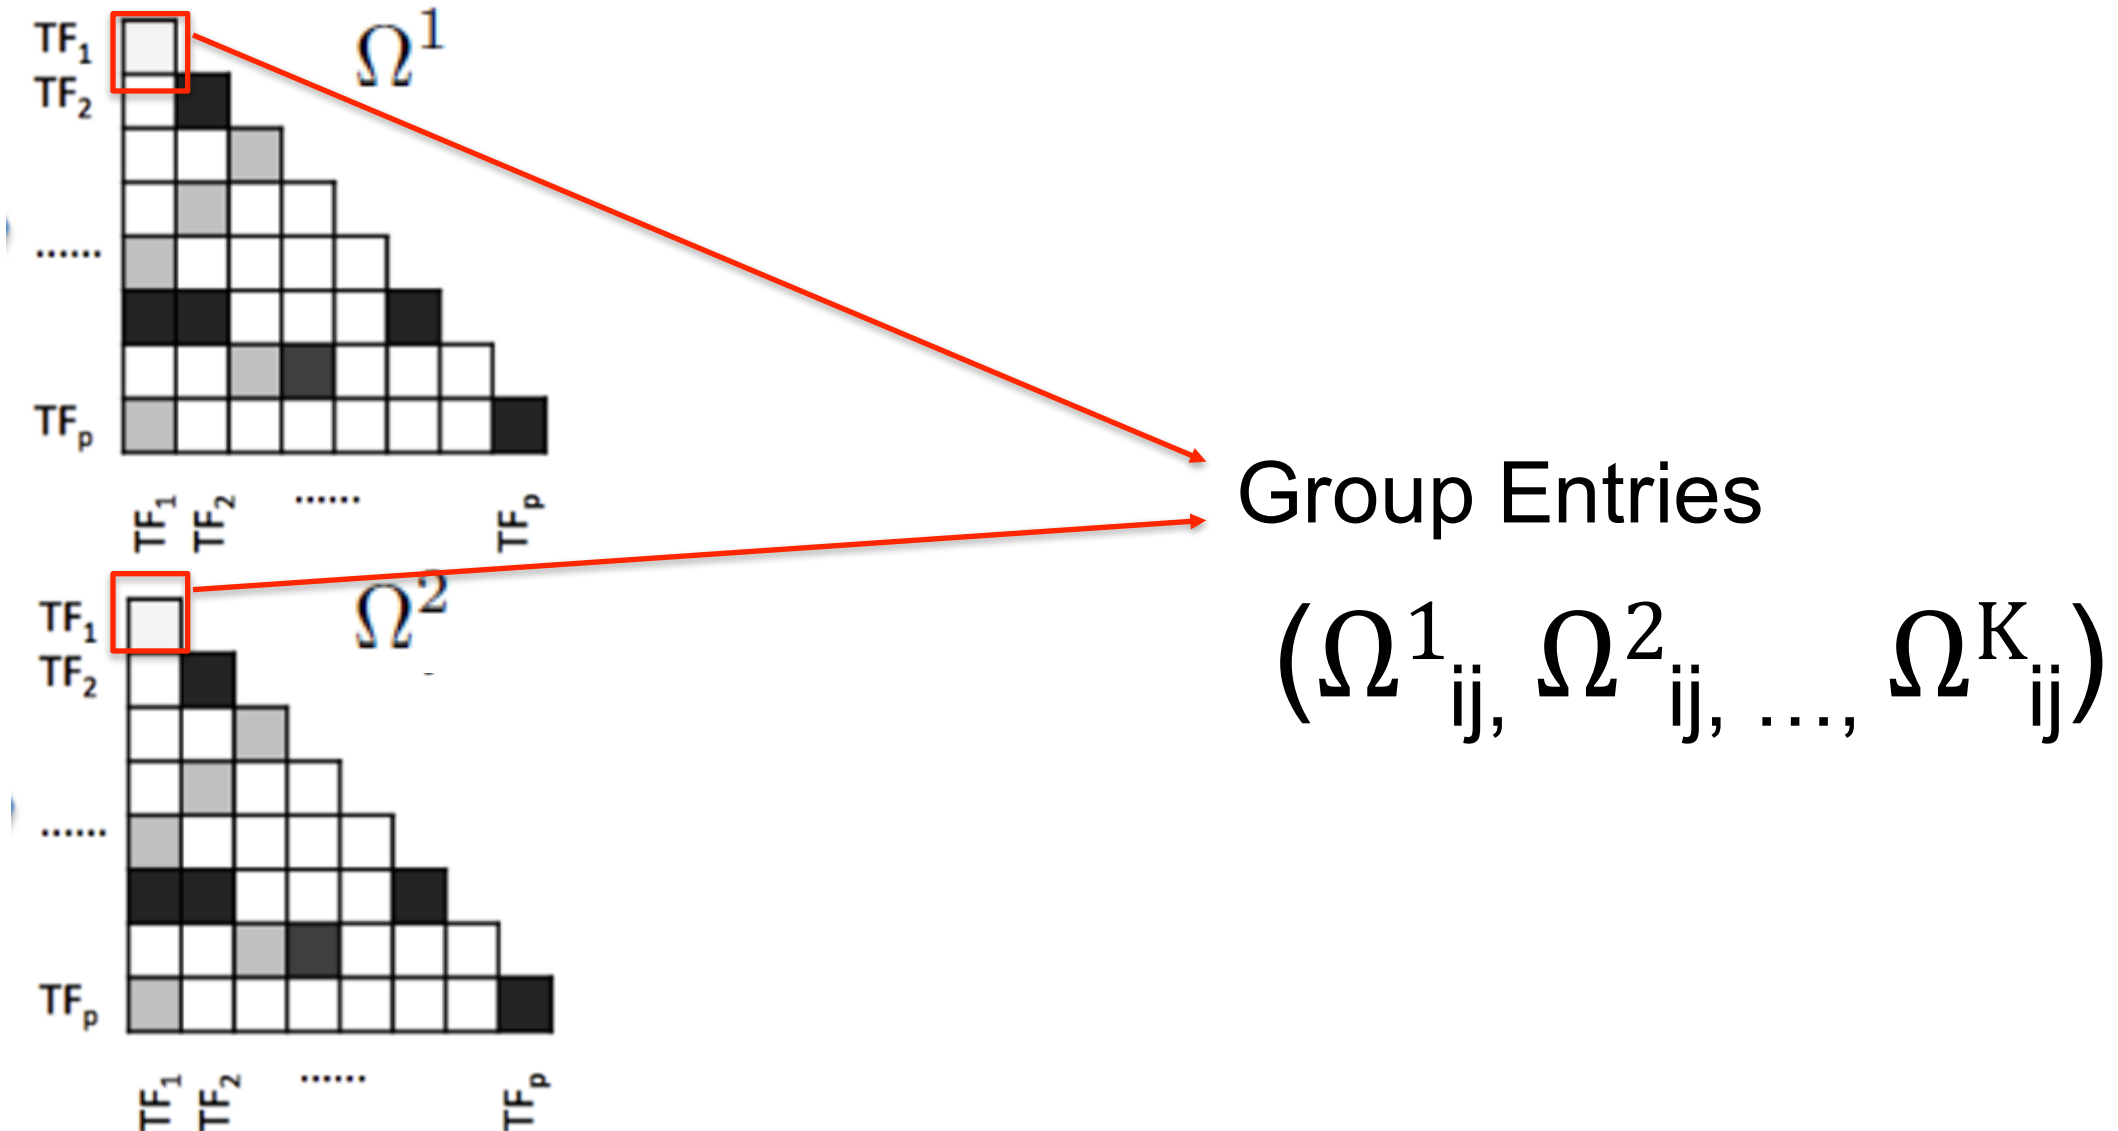 TF₁
Ω¹
TF₂
......
TFₚ
TF₁ TF₂ ...... TFₚ
Group Entries
(Ω¹ᵢⱼ, Ω²ᵢⱼ, ..., Ωᴷᵢⱼ)
TF₁
Ω²
TF₂
......
TFₚ
TF₁ TF₂ ...... TFₚ